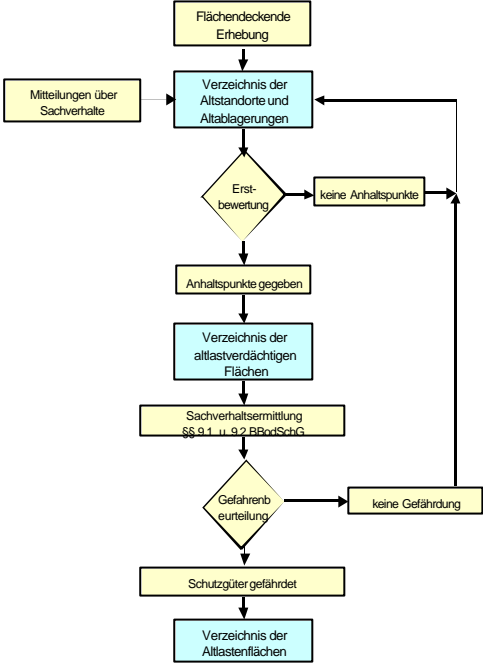 Flächendeckende
Erhebung
Mitteilungen über
Sachverhalte
Verzeichnis der
Altstandorte und
Altablagerungen
Erst-
bewertung
keine Anhaltspunkte
Anhaltspunkte gegeben
Verzeichnis der
altlastverdächtigen
Flächen
Sachverhaltsermittlung
§§ 9.1 u. 9.2 BBodSchG
Gefahrenb
eurteilung
keine Gefährdung
Schutzgüter gefährdet
Verzeichnis der
Altlastenflächen